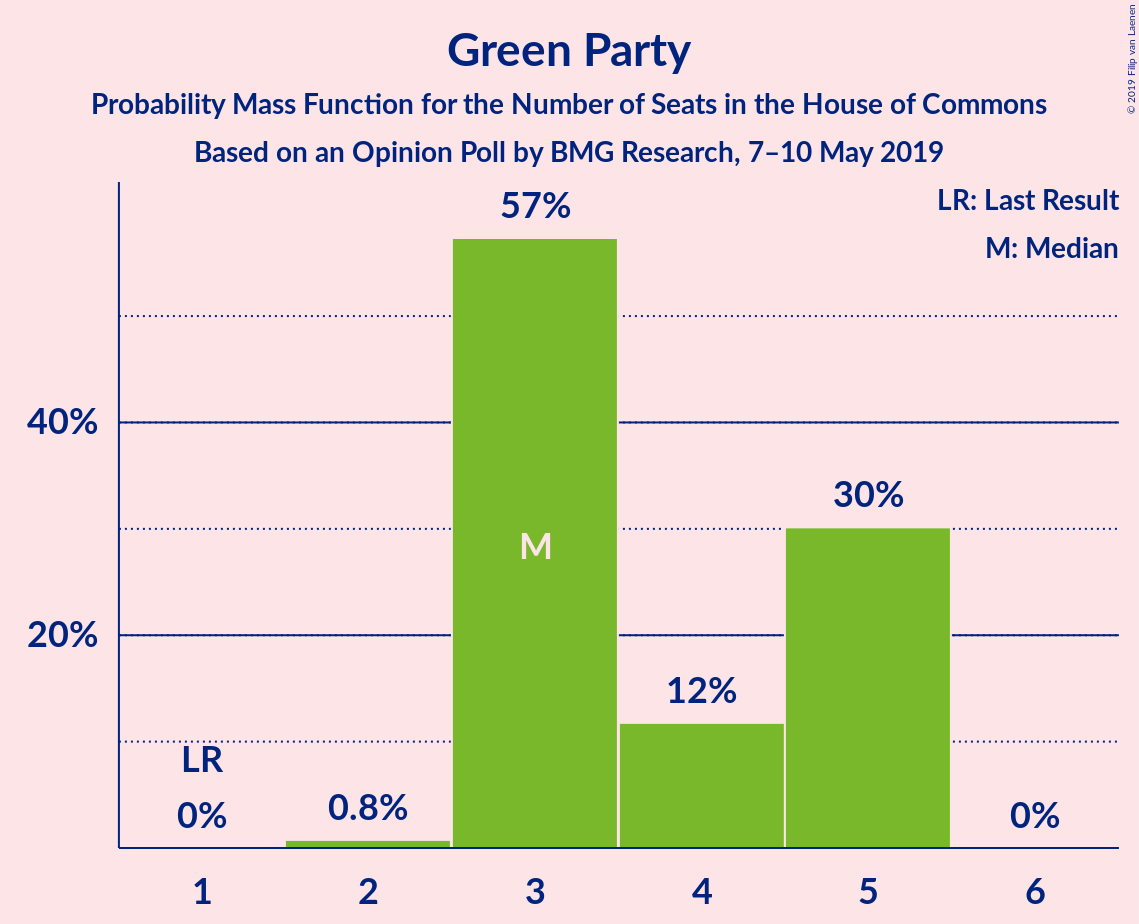 Green Party
Probability Mass Function for the Number of Seats in the House of Commons
Based on an Opinion Poll by BMG Research, 7–10 May 2019
© 2019 Filip van Laenen
LR: Last Result
M: Median
57%
40%
30%
M
20%
12%
LR
0%
0.8%
0%
1 2 3 4 5 6